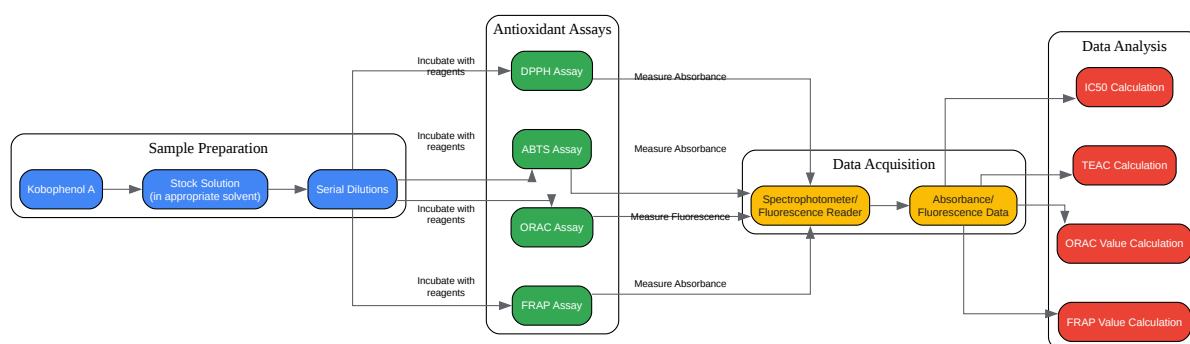 Sample Preparation
Kobophenol A
Stock Solution
(in appropriate solvent)
Serial Dilutions
Incubate with
reagents
Incubate with
reagents
Incubate with
reagents
Incubate with
reagents
Antioxidant Assays
DPPH Assay
ABTS Assay
ORAC Assay
FRAP Assay
Measure Absorbance
Measure Absorbance
Measure Fluorescence
Measure Absorbance
Data Acquisition
Spectrophotometer/
Fluorescence Reader
Absorbance/
Fluorescence Data
Data Analysis
IC50 Calculation
TEAC Calculation
ORAC Value Calculation
FRAP Value Calculation